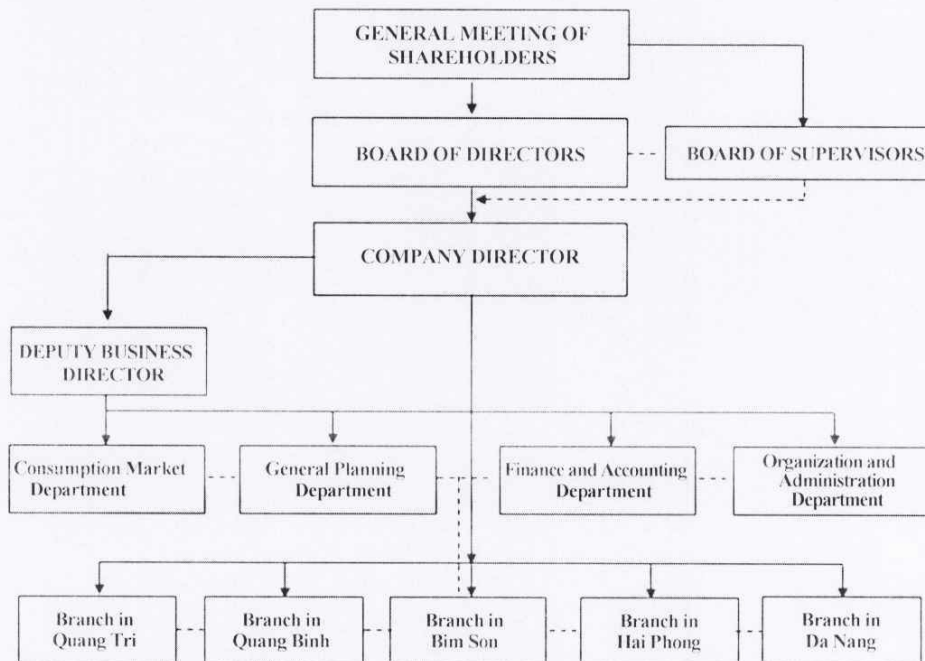 GENERAL MEETING OF
SHAREHOLDERS
BOARD OF DIRECTORS
BOARD OF SUPERVISORS
COMPANY DIRECTOR
DEPUTY BUSINESS
DIRECTOR
Consumption Market
Department
General Planning
Department
Finance and Accounting
Department
Organization and
Administration
Department
Branch in
Quang Tri
Branch in
Quang Binh
Branch in
Bim Son
Branch in
Hai Phong
Branch in
Da Nang